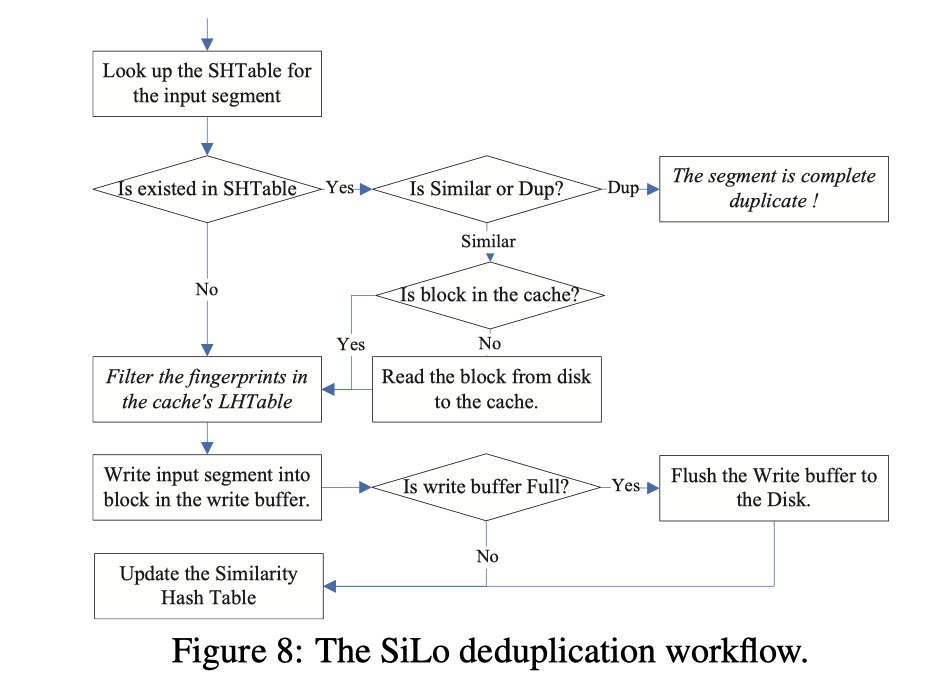 Look up the SHTable for
the input segment
Is existed in SHTable
Yes
Is Similar or Dup?
Dup
The segment is complete
duplicate !
Similar
No
Is block in the cache?
Yes
No
Filter the fingerprints in
the cache's LHTable
Read the block from disk
to the cache.
Write input segment into
block in the write buffer.
Is write buffer Full?
Yes
Flush the Write buffer to
the Disk.
No
Update the Similarity
Hash Table
Figure 8: The SiLo deduplication workflow.